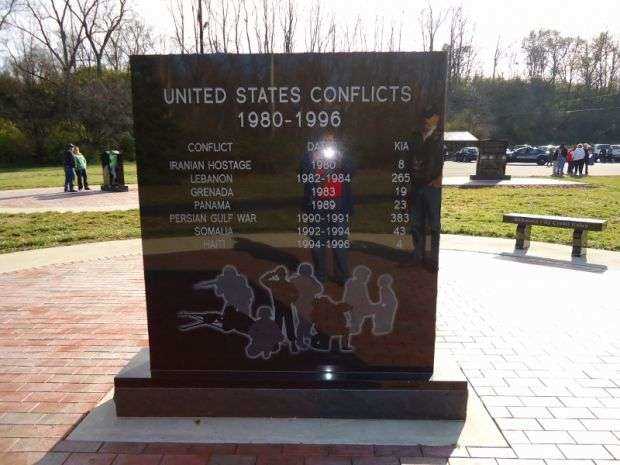 UNITED STATES CONFLICTS
1980-1996
CONFLICT DATE KIA
IRANIAN HOSTAGE 1980 8
LEBANON 1982-1984 265
GRENADA 1983 19
PANAMA 1989 23
PERSIAN GULF WAR 1990-1991 383
SOMALIA 1992-1994 43
HAITI 1994-1996 4